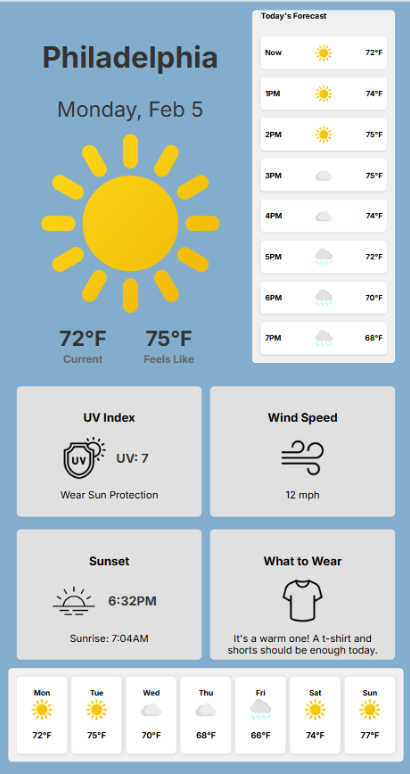 Philadelphia
Monday, Feb 5
72°F 75°F
Current Feels Like
Today's Forecast
Now 72°F
1PM 74°F
2PM 75°F
3PM 75°F
4PM 74°F
5PM 72°F
6PM 70°F
7PM 68°F
UV Index
UV UV: 7
Wear Sun Protection
Wind Speed
12 mph
Sunset
6:32PM
Sunrise: 7:04AM
What to Wear
It's a warm one! A t-shirt and
shorts should be enough today.
Mon Tue Wed Thu Fri Sat Sun
72°F 75°F 70°F 68°F 66°F 74°F 77°F